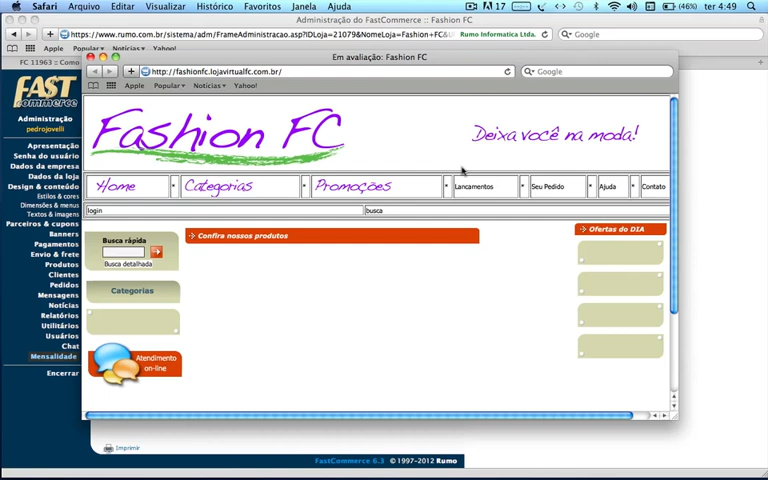 Safari Arquivo Editar Visualizar Histórico Favoritos Janela Ajuda 17 (46%) ter 4:49
Administração do FastCommerce :: Fashion FC
https://www.rumo.com.br/sistema/adm/FrameAdministracao.asp?IDLoja=21079&NomeLoja=Fashion+FC&U Rumo Informatica Ltda. Google
Apple Popular Notícias Yahoo!
FC 11963 :: Como
Em avaliação: Fashion FC
http://fashionfc.lojavirtualfc.com.br/ Google
Apple Popular Notícias Yahoo!
FAST
commerce
Administração
pedrojovelli
Apresentação
Senha do usuário
Dados da empresa
Dados da loja
Design & conteúdo
Estilos & cores
Dimensões & menus
Textos & imagens
Parceiros & cupons
Banners
Pagamentos
Envio & frete
Produtos
Clientes
Pedidos
Mensagens
Notícias
Relatórios
Utilitários
Usuários
Chat
Mensalidade
Encerrar
Fashion FC
Deixa você na moda!
Home * Categorias * Promoções * Lancamentos * Seu Pedido * Ajuda * Contato
login busca
Busca rápida
Busca detalhada
Categorias
Atendimento
on-line
Confira nossos produtos
Ofertas do DIA
Imprimir
FastCommerce 6.3 © 1997-2012 Rumo